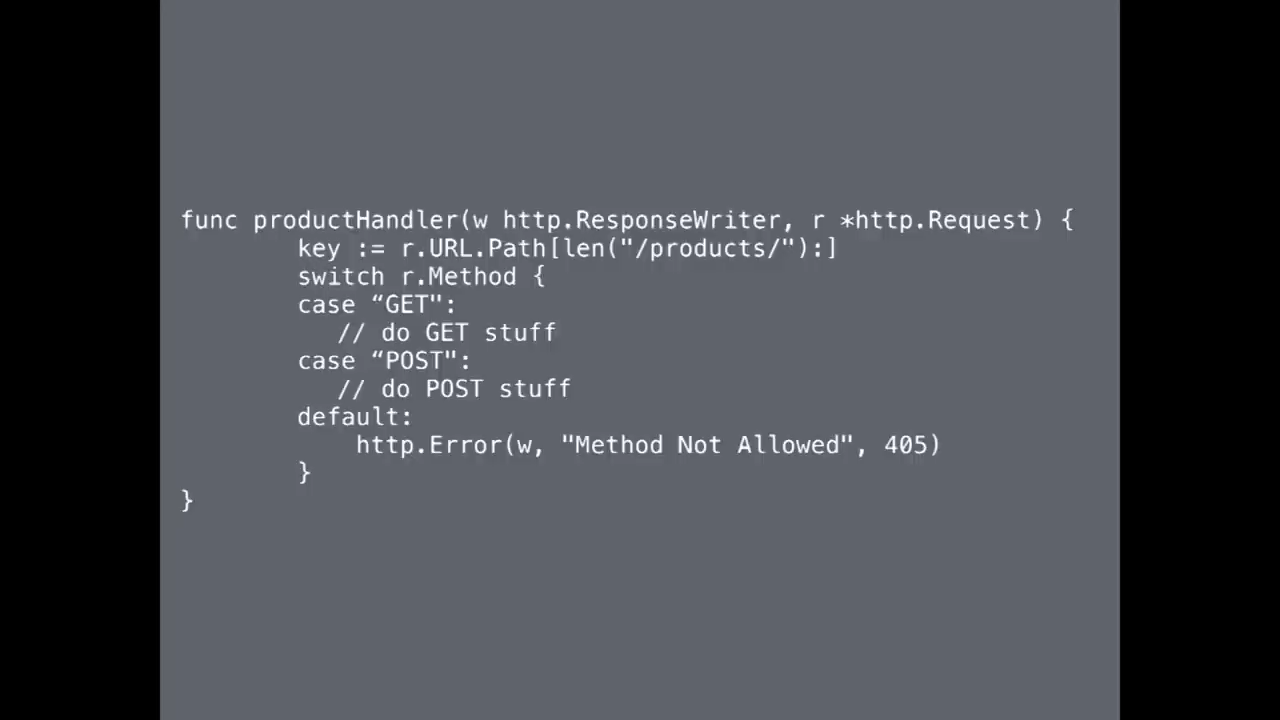 func productHandler(w http.ResponseWriter, r *http.Request) {
key := r.URL.Path[len("/products/"):]
switch r.Method {
case “GET":
// do GET stuff
case “POST":
// do POST stuff
default:
http.Error(w, "Method Not Allowed", 405)
}
}